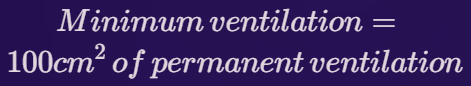 Minimum ventilation =
100cm² of permanent ventilation